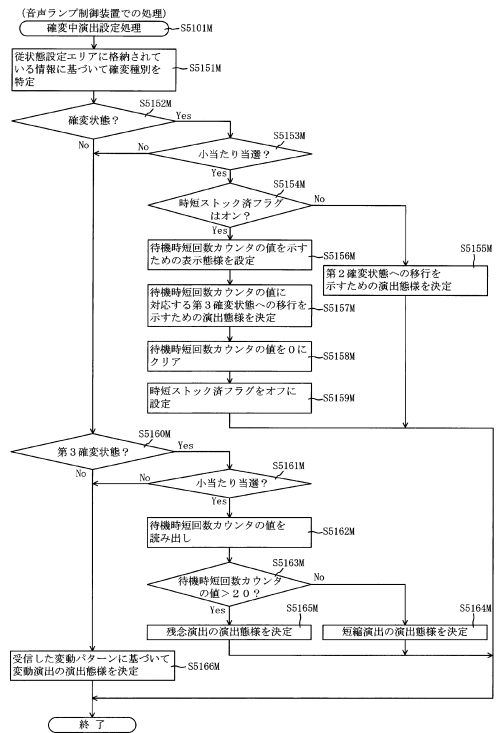 (音声ランプ制御装置での処理)
確変中演出設定処理
S5101M
従状態設定エリアに格納されて
いる情報に基づいて確変種別を
特定
S5151M
確変状態?
S5152M
Yes
No
小当たり当選?
S5153M
No
Yes
時短ストック済フラグ
はオン?
S5154M
No
Yes
待機時短回数カウンタの値を示す
ための表示態様を設定
S5156M
第2確変状態への移行を
示すための演出態様を決定
S5155M
待機時短回数カウンタの値に
対応する第3確変状態への移行を
示すための演出態様を決定
S5157M
待機時短回数カウンタの値を0に
クリア
S5158M
時短ストック済フラグをオフに
設定
S5159M
第3確変状態?
S5160M
Yes
No
小当たり当選?
S5161M
No
Yes
待機時短回数カウンタの値を
読み出し
S5162M
待機時短回数カウンタ
の値>20?
S5163M
No
Yes
残念演出の演出態様を決定
S5165M
短縮演出の演出態様を決定
S5164M
受信した変動パターンに基づいて
変動演出の演出態様を決定
S5166M
終了